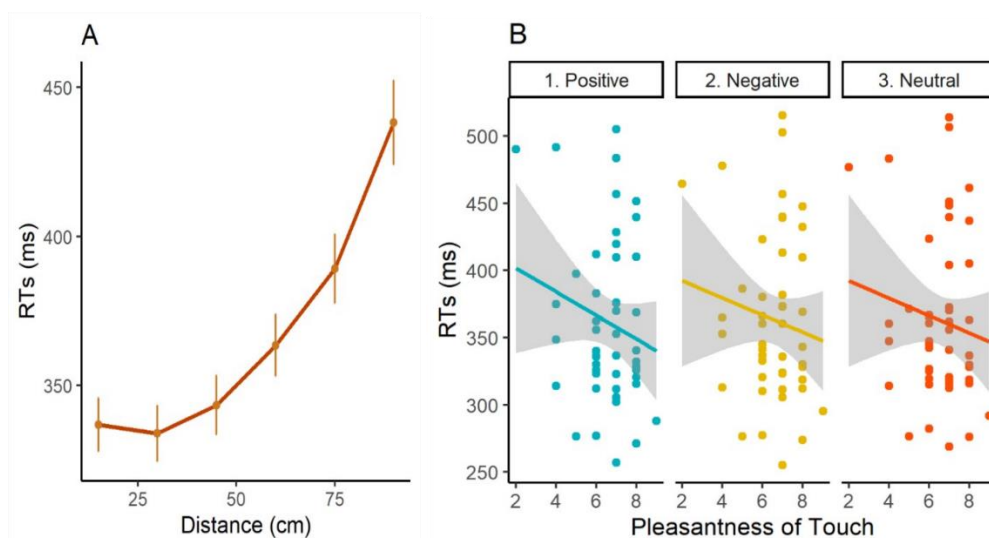 A
RTs (ms)
450
400
350
25
50
75
Distance (cm)
B
1. Positive
2. Negative
3. Neutral
RTs (ms)
500
450
400
350
300
250
2 4 6 8 2 4 6 8 2 4 6 8
Pleasantness of Touch